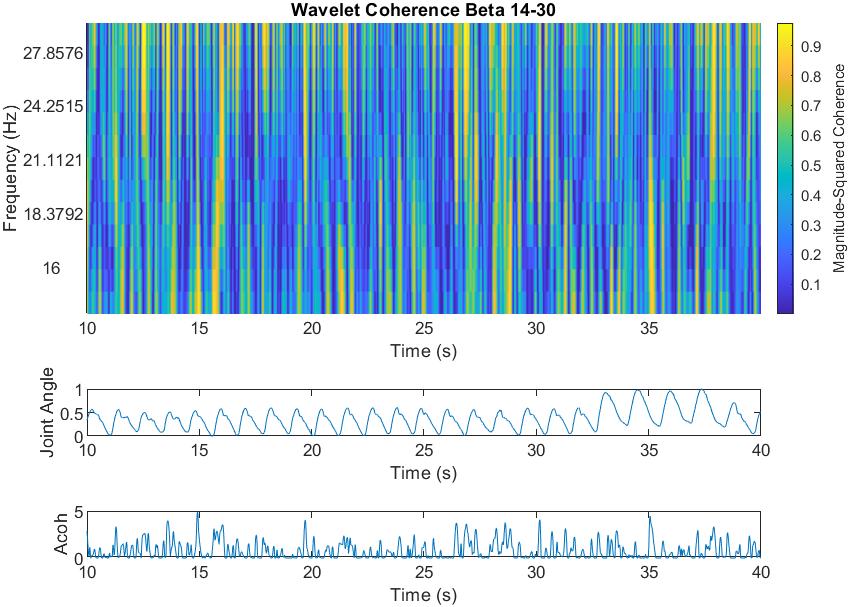 Wavelet Coherence Beta 14-30
Frequency (Hz)
27.8576
24.2515
21.1121
18.3792
16
10 15 20 25 30 35
Time (s)
0.9
0.8
0.7
0.6
0.5
0.4
0.3
0.2
0.1
Magnitude-Squared Coherence
Joint Angle
1
0.5
0
10 15 20 25 30 35 40
Time (s)
Acoh
5
0
10 15 20 25 30 35 40
Time (s)